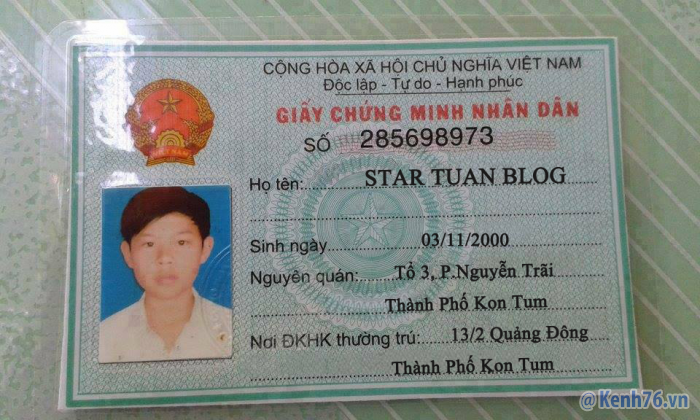 CỘNG HÒA XÃ HỘI CHỦ NGHĨA VIỆT NAM
Độc lập - Tự do - Hạnh phúc
GIẤY CHỨNG MINH NHÂN DÂN
SỐ 285698973
Họ tên: STAR TUAN BLOG
Sinh ngày 03/11/2000
Nguyên quán: Tổ 3, P.Nguyễn Trãi
Thành Phố Kon Tum
Nơi ĐKHK thường trú: 13/2 Quảng Đông
Thành Phố Kon Tum
@Kenh76.vn